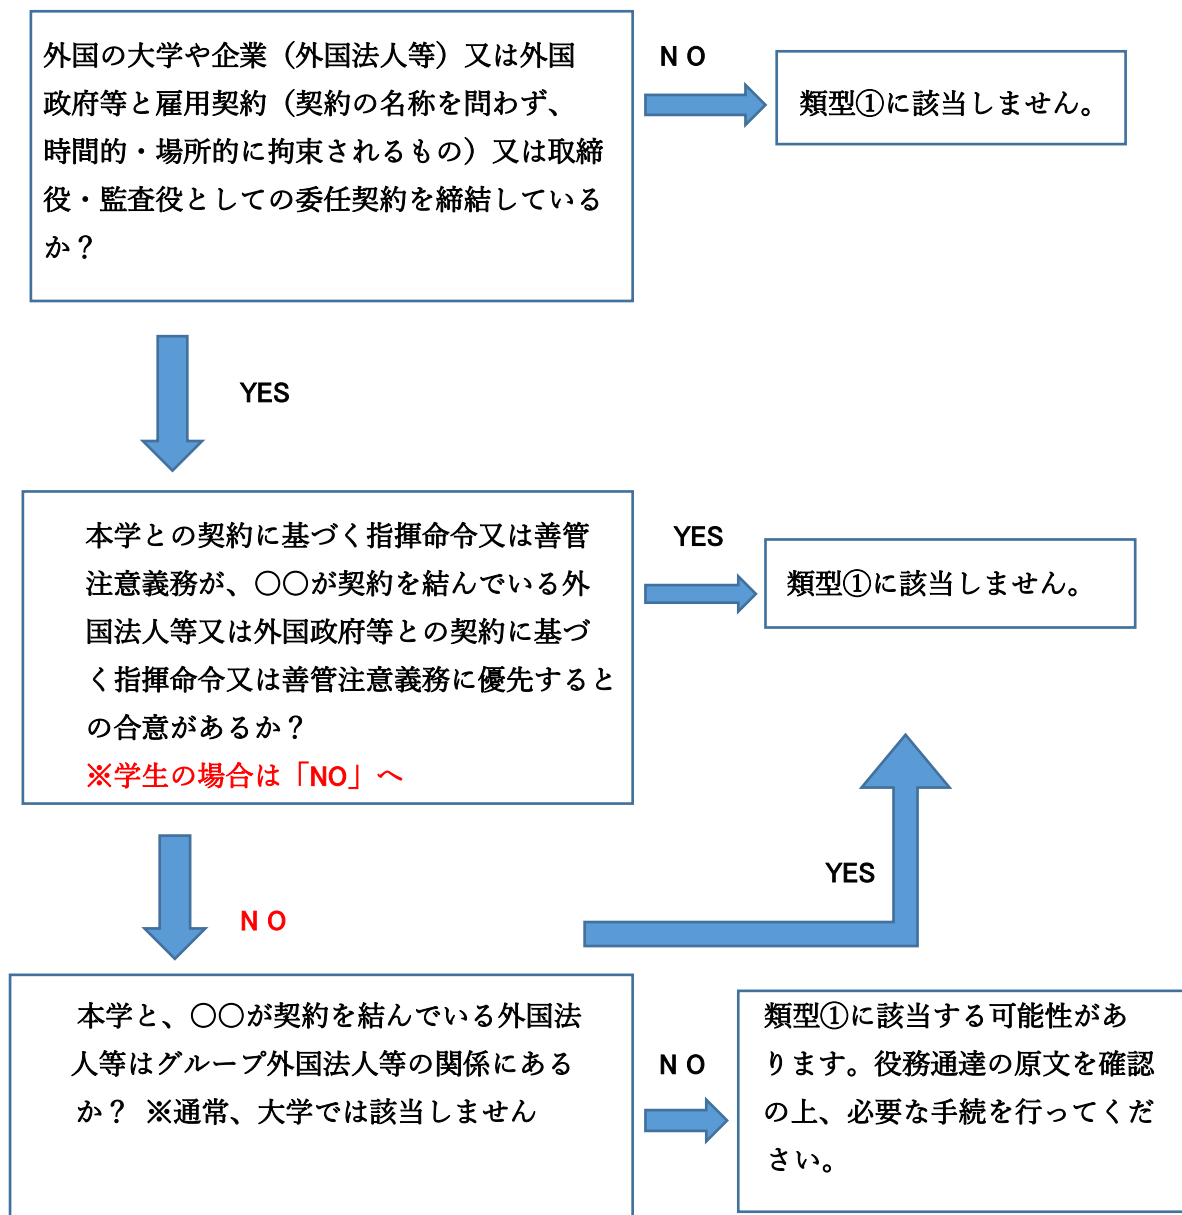 外国の大学や企業（外国法人等）又は外国
政府等と雇用契約（契約の名称を問わず、
時間的・場所的に拘束されるもの）又は取締
役・監査役としての委任契約を締結している
か？
NO
類型①に該当しません。
YES
本学との契約に基づく指揮命令又は善管
注意義務が、〇〇が契約を結んでいる外
国法人等又は外国政府等との契約に基づ
く指揮命令又は善管注意義務に優先すると
の合意があるか？
※学生の場合は「NO」へ
YES
類型①に該当しません。
NO
YES
本学と、〇〇が契約を結んでいる外国法
人等はグループ外国法人等の関係にある
か？ ※通常、大学では該当しません
NO
類型①に該当する可能性があ
ります。役務通達の原文を確認
の上、必要な手続を行ってくだ
さい。